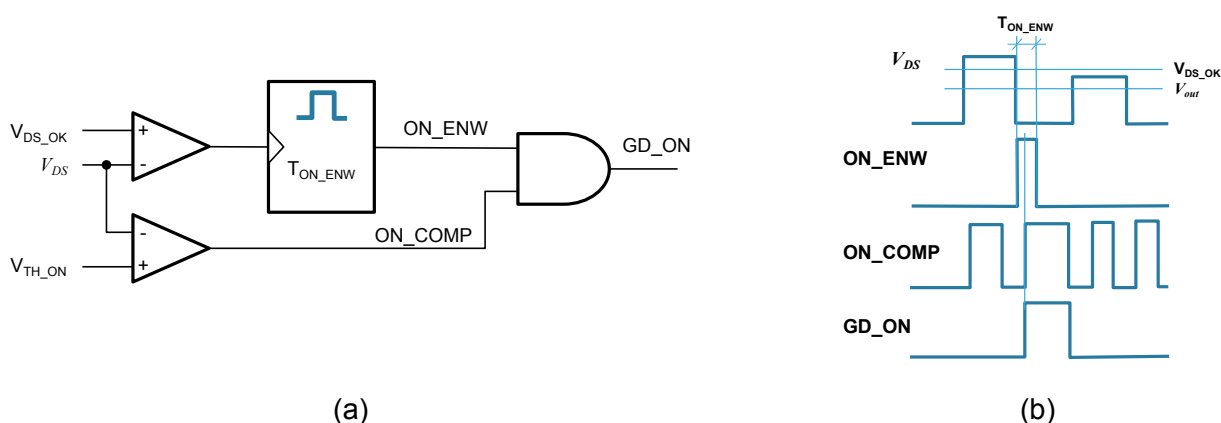 V_DS_OK
V_DS
V_TH_ON
+
-
-
+
T_ON_ENW
ON_ENW
ON_COMP
GD_ON
(a)
T_ON_ENW
V_DS
V_DS_OK
V_out
ON_ENW
ON_COMP
GD_ON
(b)